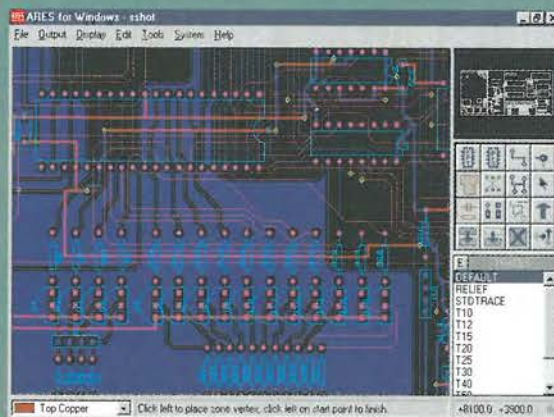 ARES for Windows - sshot
File Output Display Edit Tools System Help
E
DEFAULT
RELIEF
STDTRACE
T10
T12
T15
T20
T25
T30
T40
T50
Top Copper
Click left to place zone vertex, click left on start point to finish.
+8100.0 +3900.0